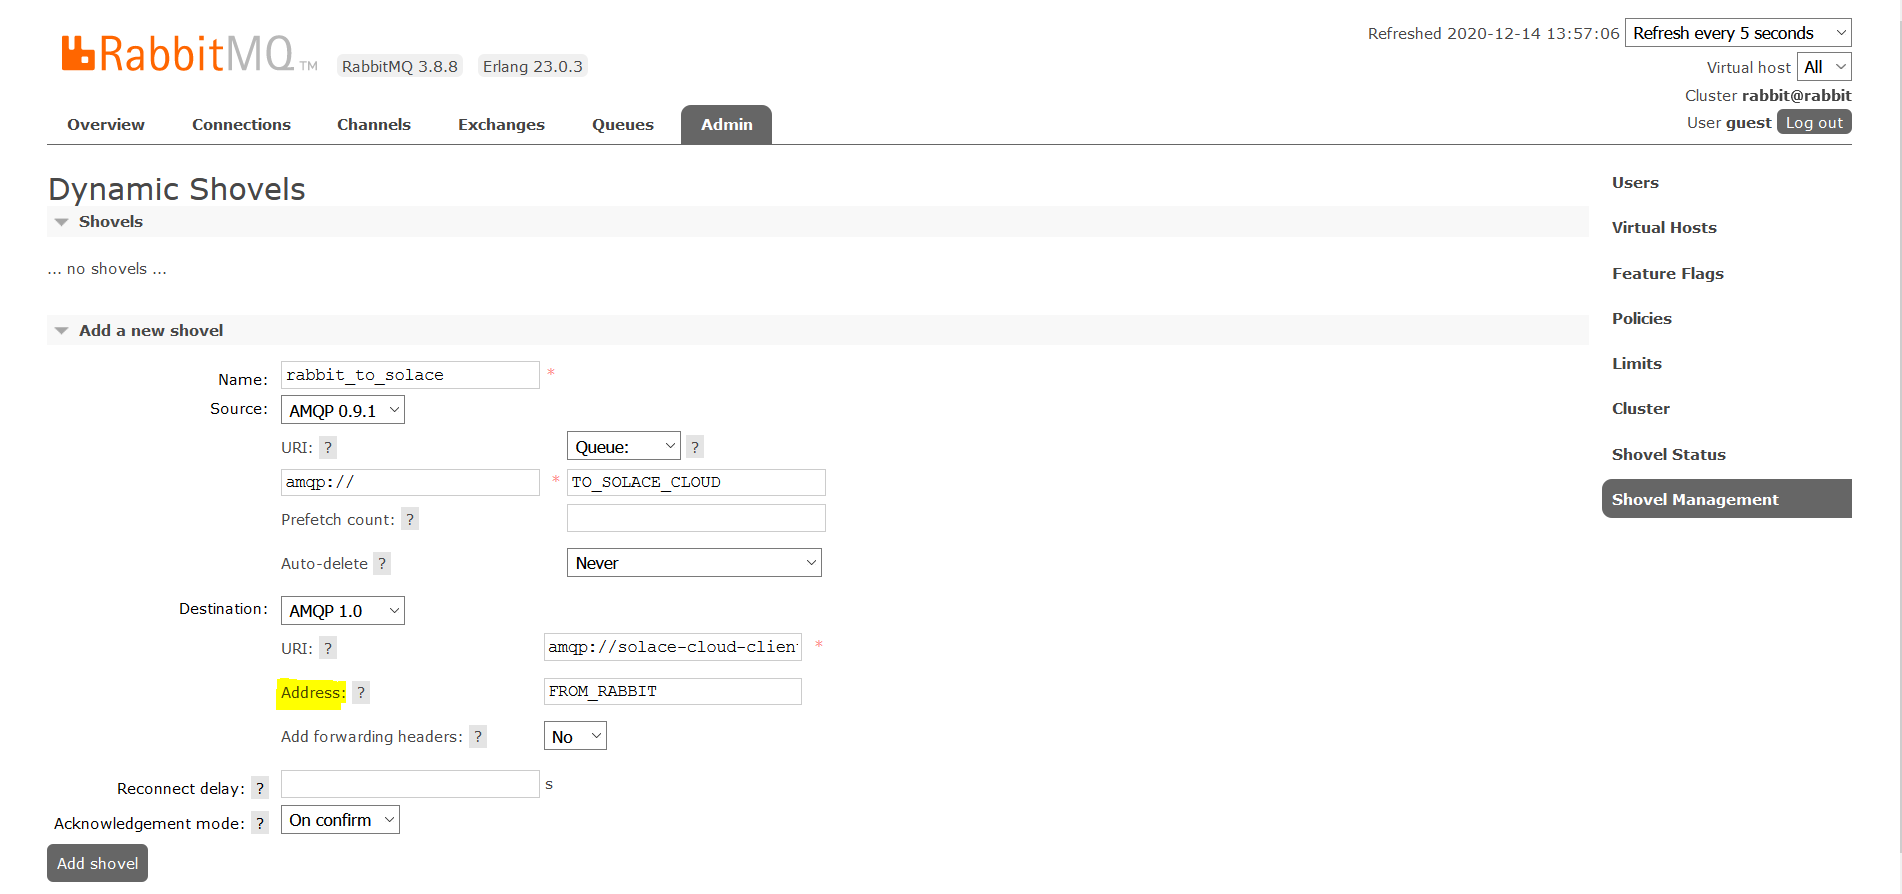 RabbitMQ TM RabbitMQ 3.8.8 Erlang 23.0.3
Refreshed 2020-12-14 13:57:06 Refresh every 5 seconds
Virtual host All
Cluster rabbit@rabbit
User guest Log out
Overview Connections Channels Exchanges Queues Admin
Dynamic Shovels
Shovels
... no shovels ...
Add a new shovel
Name: rabbit_to_solace *
Source: AMQP 0.9.1
URI: ? Queue: ?
amqp:// * TO_SOLACE_CLOUD
Prefetch count: ?
Auto-delete ? Never
Destination: AMQP 1.0
URI: ? amqp://solace-cloud-clien *
Address: ? FROM_RABBIT
Add forwarding headers: ? No
Reconnect delay: ? s
Acknowledgement mode: ? On confirm
Add shovel
Users
Virtual Hosts
Feature Flags
Policies
Limits
Cluster
Shovel Status
Shovel Management